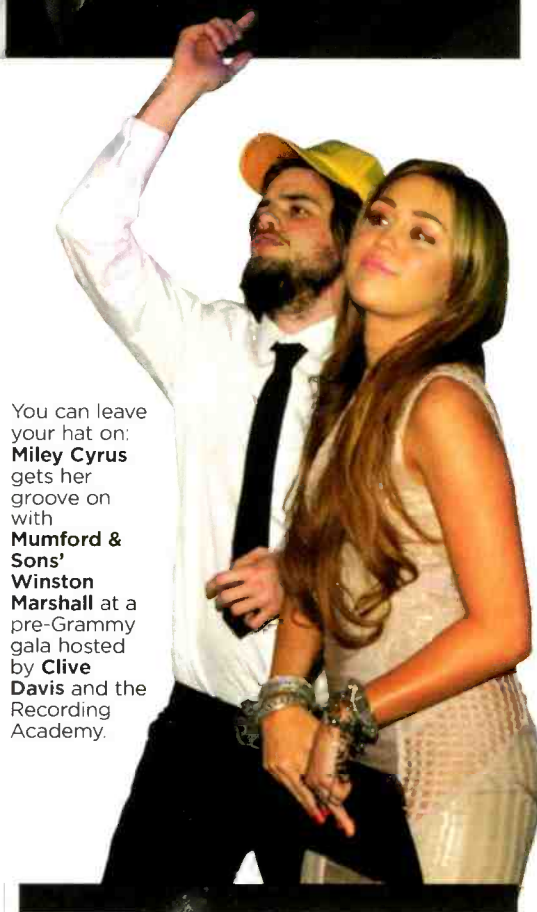 You can leave
your hat on:
Miley Cyrus
gets her
groove on
with
Mumford &
Sons'
Winston
Marshall at a
pre-Grammy
gala hosted
by Clive
Davis and the
Recording
Academy.